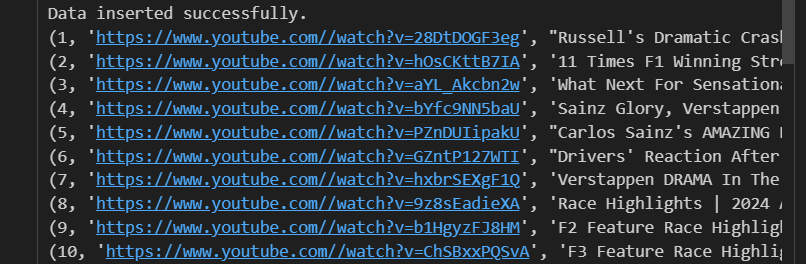 Data inserted successfully.
(1, 'https://www.youtube.com//watch?v=28DtDOGF3eg', "Russell's Dramatic Crash
(2, 'https://www.youtube.com//watch?v=hOsCKttB7IA', '11 Times F1 Winning Stre
(3, 'https://www.youtube.com//watch?v=aYL_Akcbn2w', 'What Next For Sensationa
(4, 'https://www.youtube.com//watch?v=bYfc9NN5baU', 'Sainz Glory, Verstappen
(5, 'https://www.youtube.com//watch?v=PZnDUIipakU', "Carlos Sainz's AMAZING
(6, 'https://www.youtube.com//watch?v=GZntP127WTI', "Drivers' Reaction After
(7, 'https://www.youtube.com//watch?v=hxbrSEXgF1Q', 'Verstappen DRAMA In The
(8, 'https://www.youtube.com//watch?v=9z8sEadieXA', 'Race Highlights | 2024
(9, 'https://www.youtube.com//watch?v=b1HgyzFJ8HM', 'F2 Feature Race Highligh
(10, 'https://www.youtube.com//watch?v=ChSBxxPQSvA', 'F3 Feature Race Highlig